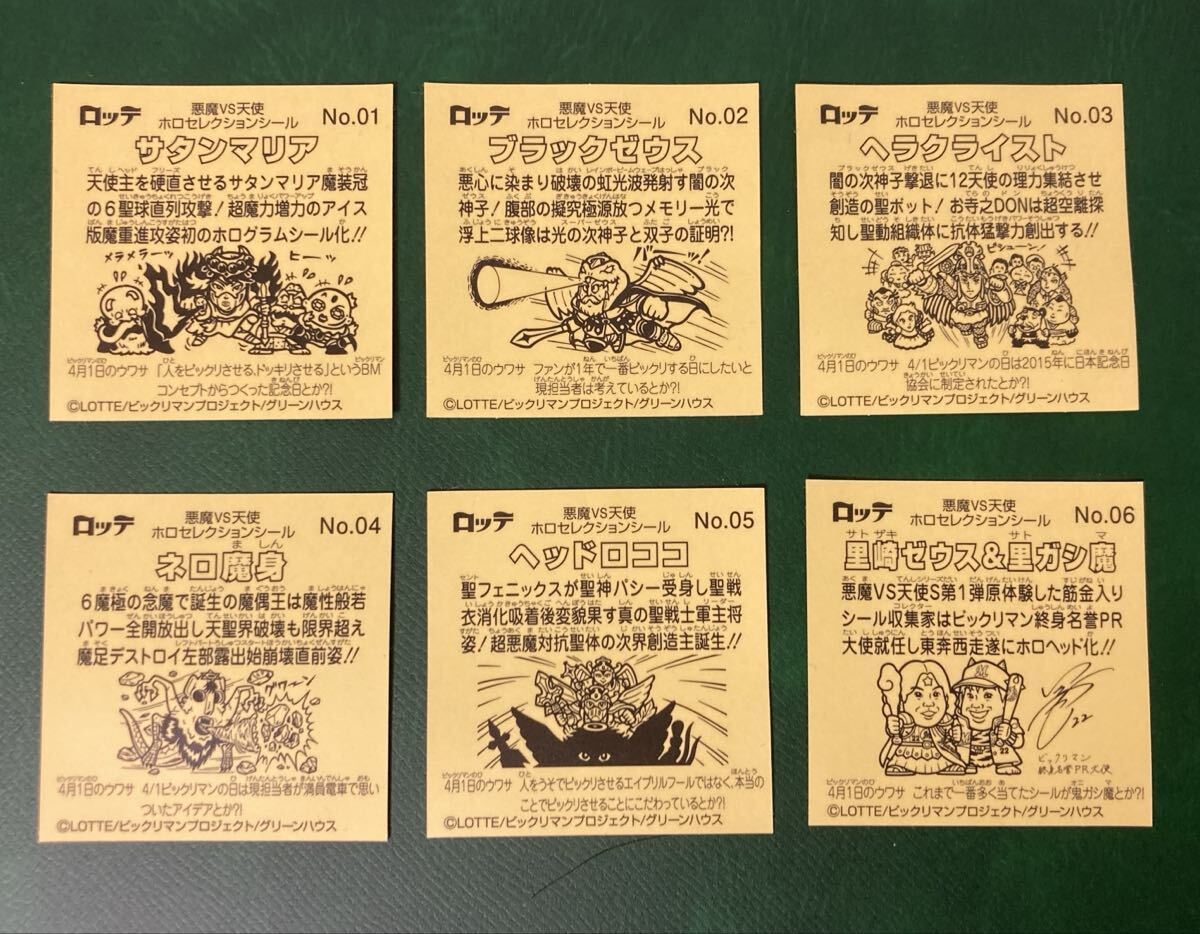 ロッテ
悪魔VS天使
ホロセレクションシール
No.01
サタンマリア
天使主を硬直させるサタンマリア魔装冠
の6聖球直列攻撃!超魔力増力のアイス
版魔重進攻姿初のホログラムシール化!!
メラメラーッ
ヒーッ
4月1日のウワサ 「人をビックリさせる、ドッキリさせる」というBM
コンセプトからつくった記念日とか?!
©LOTTE/ビックリマンプロジェクト/グリーンハウス
ロッテ
悪魔VS天使
ホロセレクションシール
No.02
ブラックゼウス
悪心に染まり破壊の虹光波発射す闇の次
神子!腹部の擬究極源放つメモリー光で
浮上二球像は光の次神子と双子の証明?!
バッ!!
4月1日のウワサ ファンが1年で一番ビックリする日にしたいと
現担当者は考えているとか?!
©LOTTE/ビックリマンプロジェクト/グリーンハウス
ロッテ
悪魔VS天使
ホロセレクションシール
No.03
ヘラクライスト
闇の次神子撃退に12天使の理力集結させ
創造の聖ボット!お寺之DONは超空離探
知し聖動組織体に抗体猛撃力創出する!!
ピシューン!
4月1日のウワサ 4/1ビックリマンの日は2015年に日本記念日
協会に制定されたとか?!
©LOTTE/ビックリマンプロジェクト/グリーンハウス
ロッテ
悪魔VS天使
ホロセレクションシール
No.04
ましん
ネロ魔身
6魔極の念魔で誕生の魔偶王は魔性般若
パワー全開放出し天聖界破壊も限界超え
魔足デストロイ左部露出始崩壊直前姿!!
グワーン
4月1日のウワサ 4/1ビックリマンの日は現担当者が満員電車で思い
ついたアイデアとか?!
©LOTTE/ビックリマンプロジェクト/グリーンハウス
ロッテ
悪魔VS天使
ホロセレクションシール
No.05
ヘッドロココ
聖フェニックスが聖神パシー受身し聖戦
衣消化吸着後変貌果す真の聖戦士軍主将
姿!超悪魔対抗聖体の次界創造主誕生!!
4月1日のウワサ 人をうそでビックリさせるエイプリルフールではなく、本当の
ことでビックリさせることにこだわっているとか?!
©LOTTE/ビックリマンプロジェクト/グリーンハウス
ロッテ
悪魔VS天使
ホロセレクションシール
No.06
サトザキ サト マ
里崎ゼウス&里ガシ魔
悪魔VS天使S第1弾原体験した筋金入り
シール収集家はビックリマン終身名誉PR
大使就任し東奔西走遂にホロヘッド化!!
22
22
ビックリマン
終身名誉PR大使
4月1日のウワサ これまで一番多く当てたシールが鬼ガシ魔とか?!
©LOTTE/ビックリマンプロジェクト/グリーンハウス